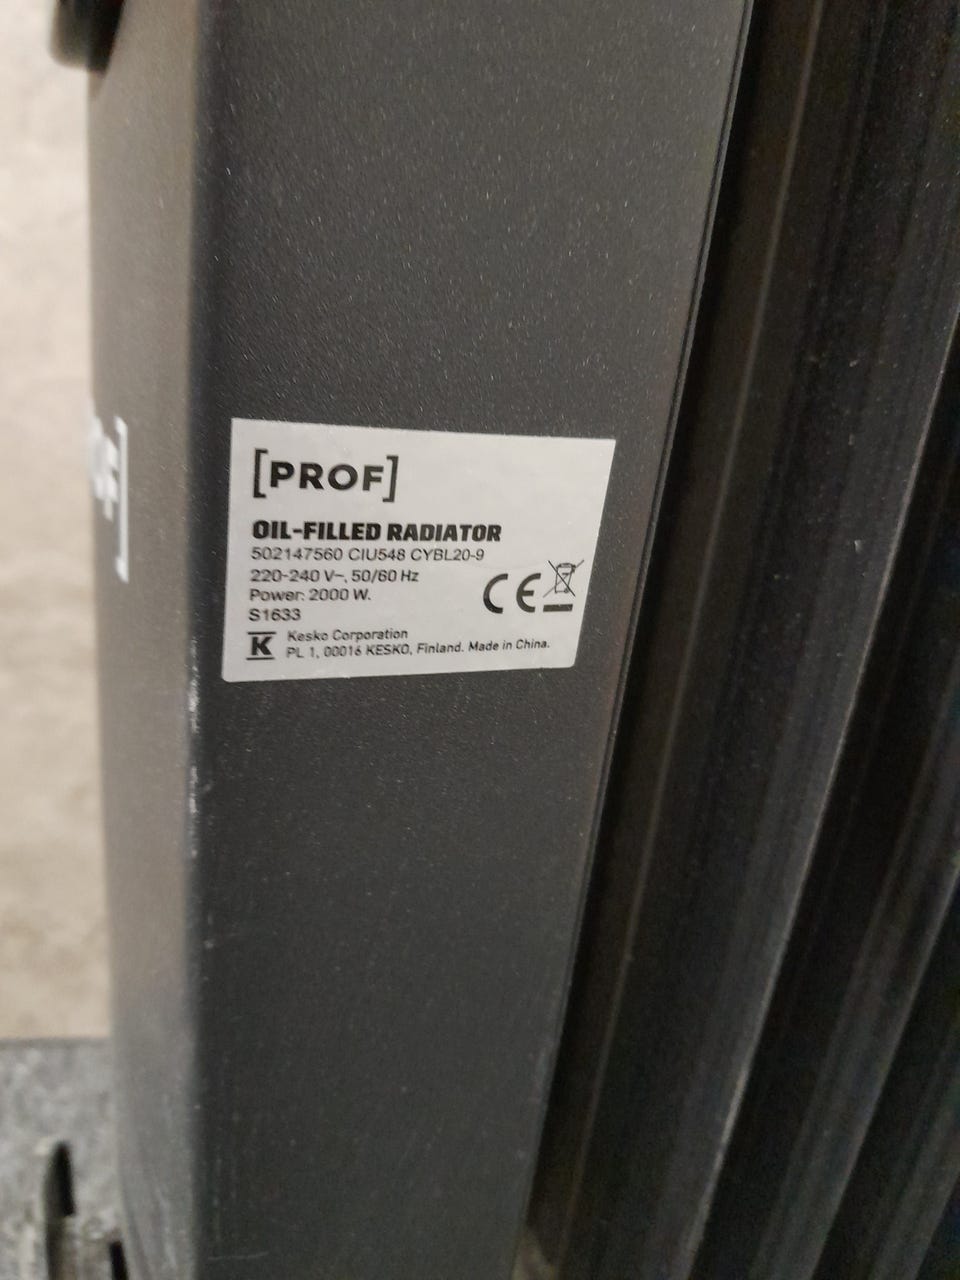 [PROF]
OIL-FILLED RADIATOR
502147560 CIU548 CYBL20-9
220-240 V~, 50/60 Hz
Power: 2000 W.
S1633
CE
K
Kesko Corporation
PL 1, 00016 KESKO, Finland. Made in China.